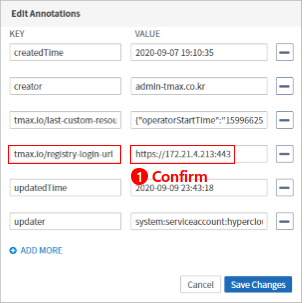 Edit Annotations
KEY VALUE
createdTime 2020-09-07 19:10:35
creator admin-tmax.co.kr
tmax.io/last-custom-resou {"operatorStartTime":"15996625
tmax.io/registry-login-url https://172.21.4.213:443
1 Confirm
updatedTime 2020-09-09 23:43:18
updater system:serviceaccount:hyperclou
ADD MORE
Cancel Save Changes